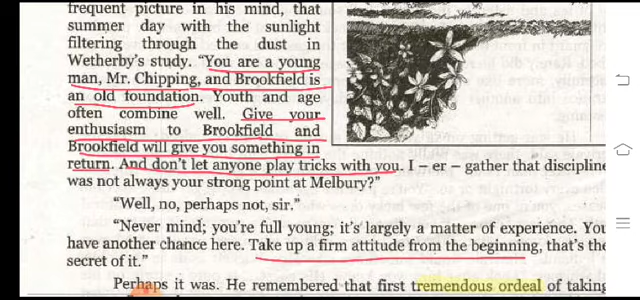 frequent picture in his mind, that
summer day with the sunlight
filtering through the dust in
Wetherby's study. "You are a young
man, Mr. Chipping, and Brookfield is
an old foundation. Youth and age
often combine well. Give your
enthusiasm to Brookfield and
Brookfield will give you something in
return. And don't let anyone play tricks with you. I – er – gather that discipline
was not always your strong point at Melbury?"
"Well, no, perhaps not, sir."
"Never mind; you're full young; it's largely a matter of experience. You
have another chance here. Take up a firm attitude from the beginning, that's the
secret of it."
Perhaps it was. He remembered that first tremendous ordeal of taking